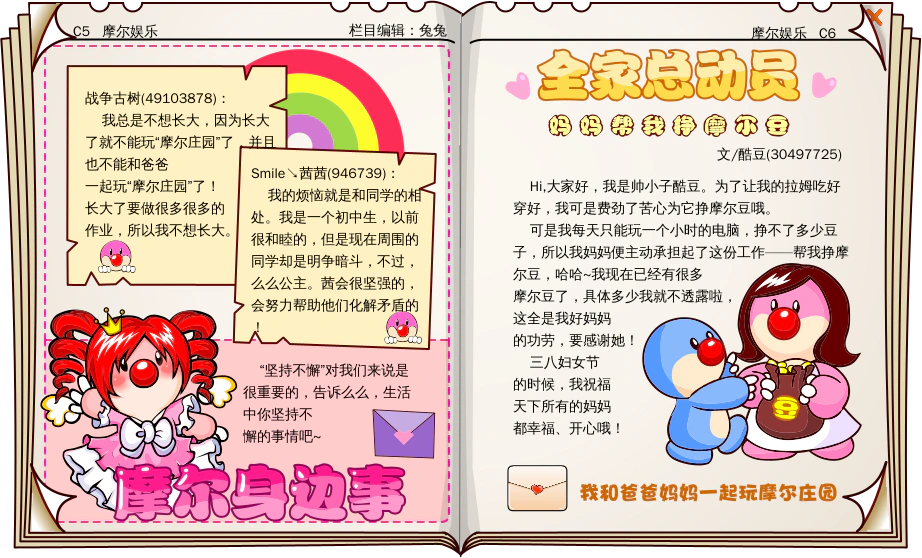 C5 摩尔娱乐
栏目编辑：兔兔
战争古树(49103878)：
我总是不想长大，因为长大
了就不能玩“摩尔庄园”了，并且
也不能和爸爸
一起玩“摩尔庄园”了！
长大了要做很多很多的
作业，所以我不想长大。
Smile↘茜茜(946739)：
我的烦恼就是和同学的相
处。我是一个初中生，以前
很和睦的，但是现在周围的
同学却是明争暗斗，不过，
么么公主。茜会很坚强的，
会努力帮助他们化解矛盾的
！
“坚持不懈”对我们来说是
很重要的，告诉么么，生活
中你坚持不
懈的事情吧~
摩尔身边事
摩尔娱乐 C6
全家总动员
妈妈帮我挣摩尔豆
文/酷豆(30497725)
Hi,大家好，我是帅小子酷豆。为了让我的拉姆吃好
穿好，我可是费劲了苦心为它挣摩尔豆哦。
可是我每天只能玩一个小时的电脑，挣不了多少豆
子，所以我妈妈便主动承担起了这份工作——帮我挣摩
尔豆，哈哈~我现在已经有很多
摩尔豆了，具体多少我就不透露啦，
这全是我好妈妈
的功劳，要感谢她！
三八妇女节
的时候，我祝福
天下所有的妈妈
都幸福、开心哦！
豆
我和爸爸妈妈一起玩摩尔庄园